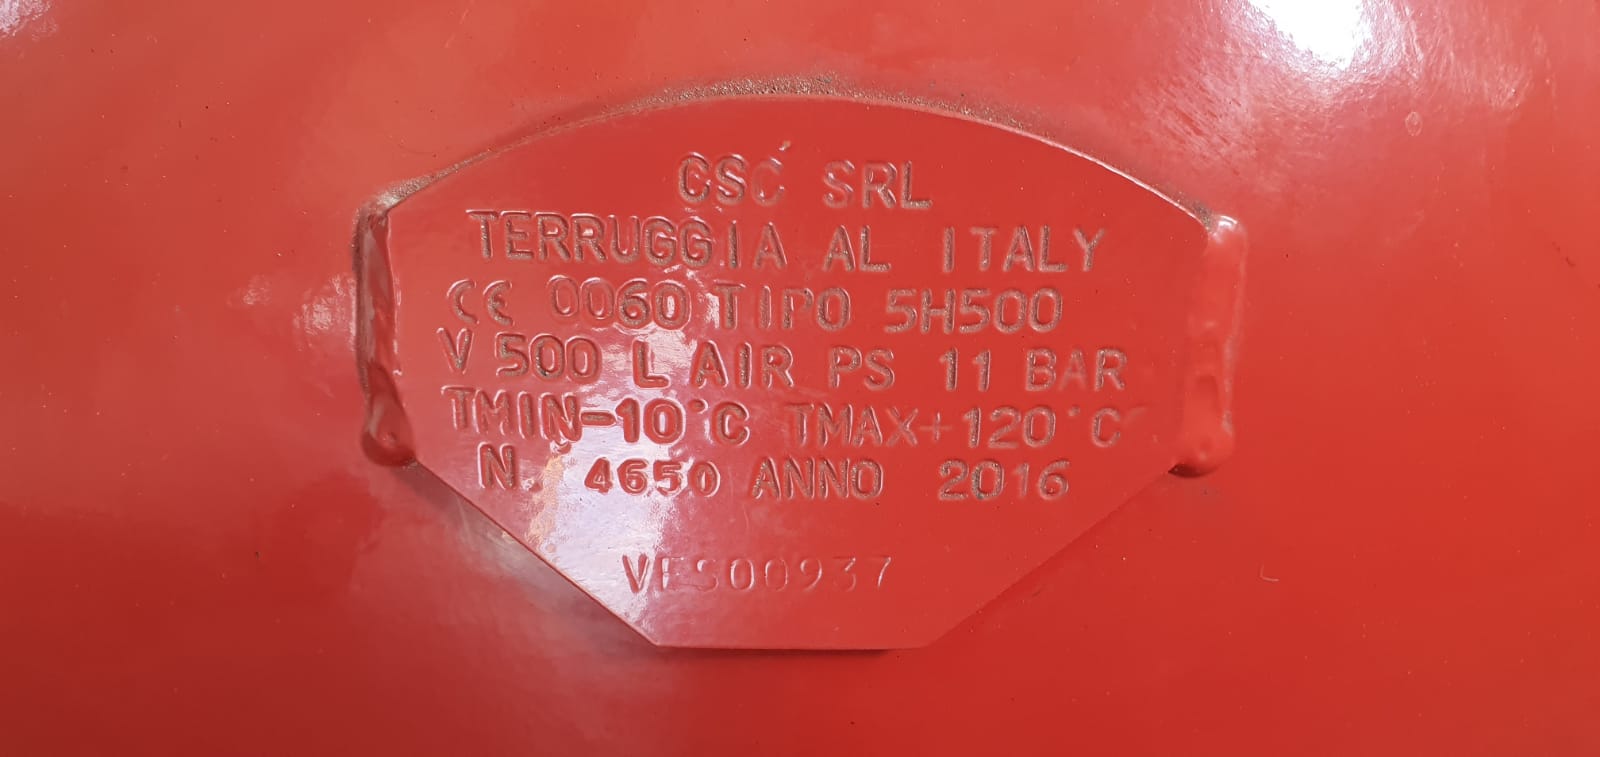 CSC SRL
TERRUGGIA AL ITALY
CE 0060 TIPO 5H500
V 500 L AIR PS 11 BAR
TMIN-10°C TMAX+120°C
N. 4650 ANNO 2016
VES00937